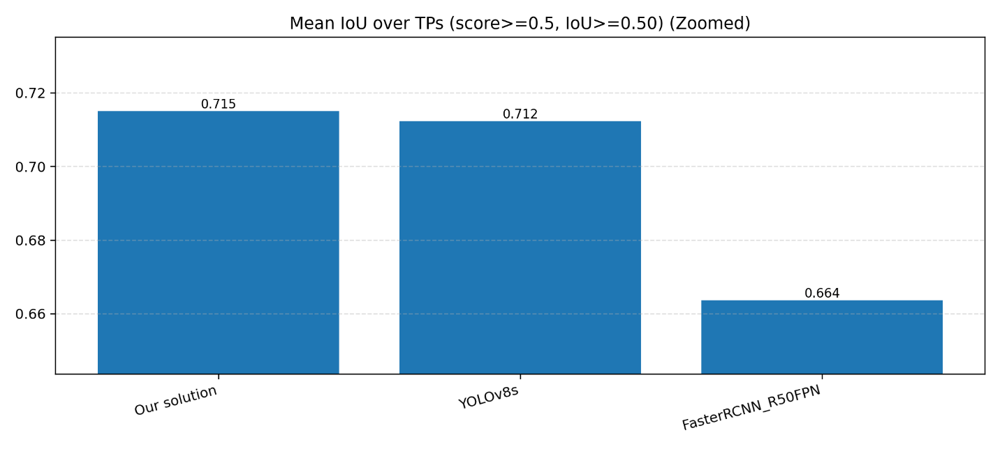 Mean IoU over TPs (score>=0.5, IoU>=0.50) (Zoomed)
0.72
0.70
0.68
0.66
0.715
0.712
0.664
Our solution
YOLOv8s
FasterRCNN_R50FPN